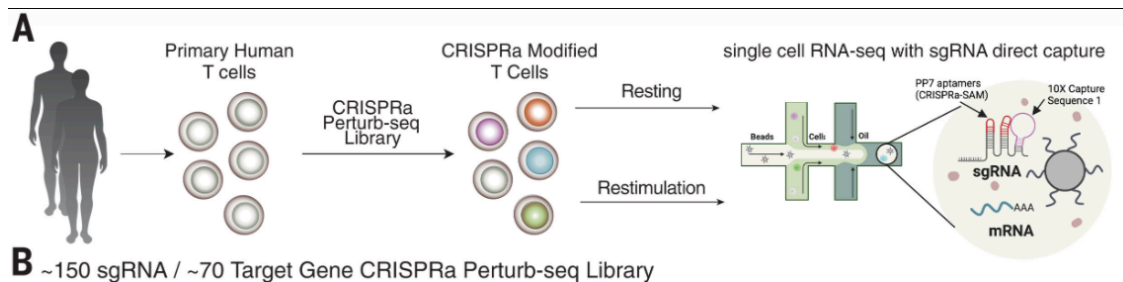 A
Primary Human
T cells
CRISPRa
Perturb-seq
Library
CRISPRa Modified
T Cells
Resting
Restimulation
single cell RNA-seq with sgRNA direct capture
Beads
Cells
Oil
PP7 aptamers
(CRISPRa-SAM)
10X Capture
Sequence 1
sgRNA
AAA
mRNA
B ~150 sgRNA / ~70 Target Gene CRISPRa Perturb-seq Library